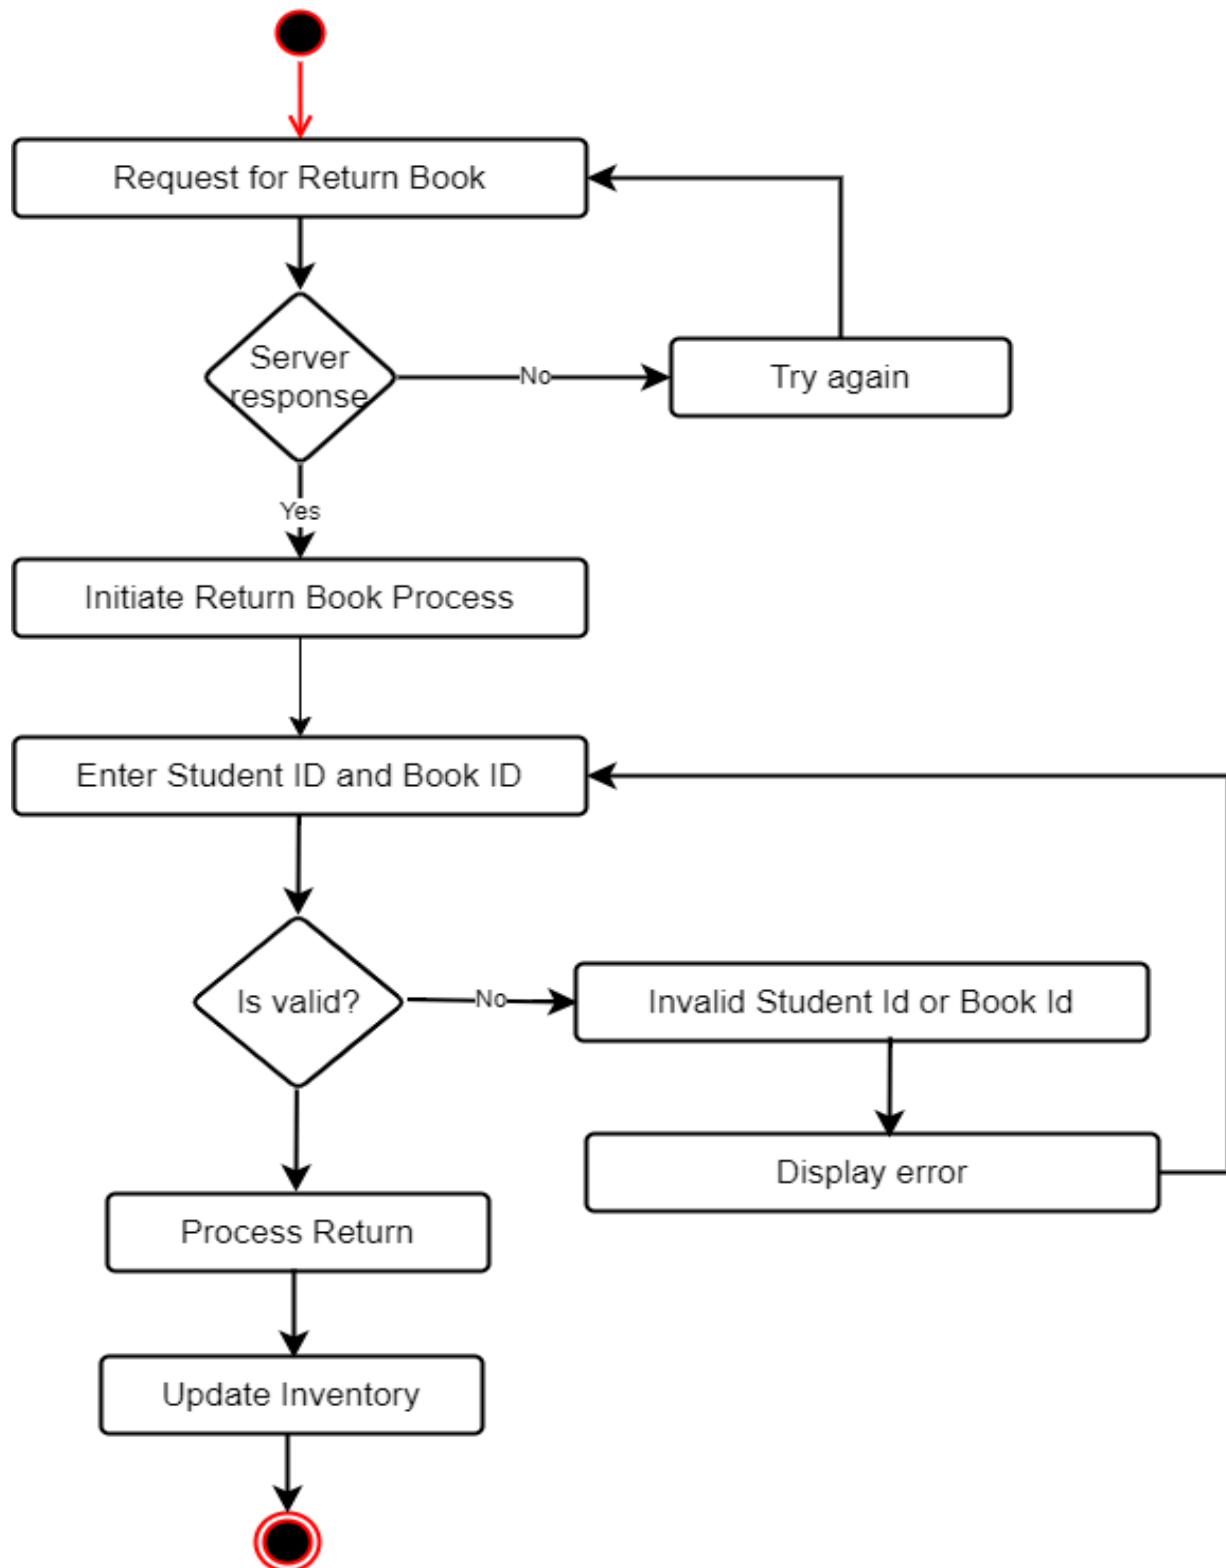 Request for Return Book
Server
response
No
Try again
Yes
Initiate Return Book Process
Enter Student ID and Book ID
Is valid?
No
Invalid Student Id or Book Id
Display error
Process Return
Update Inventory